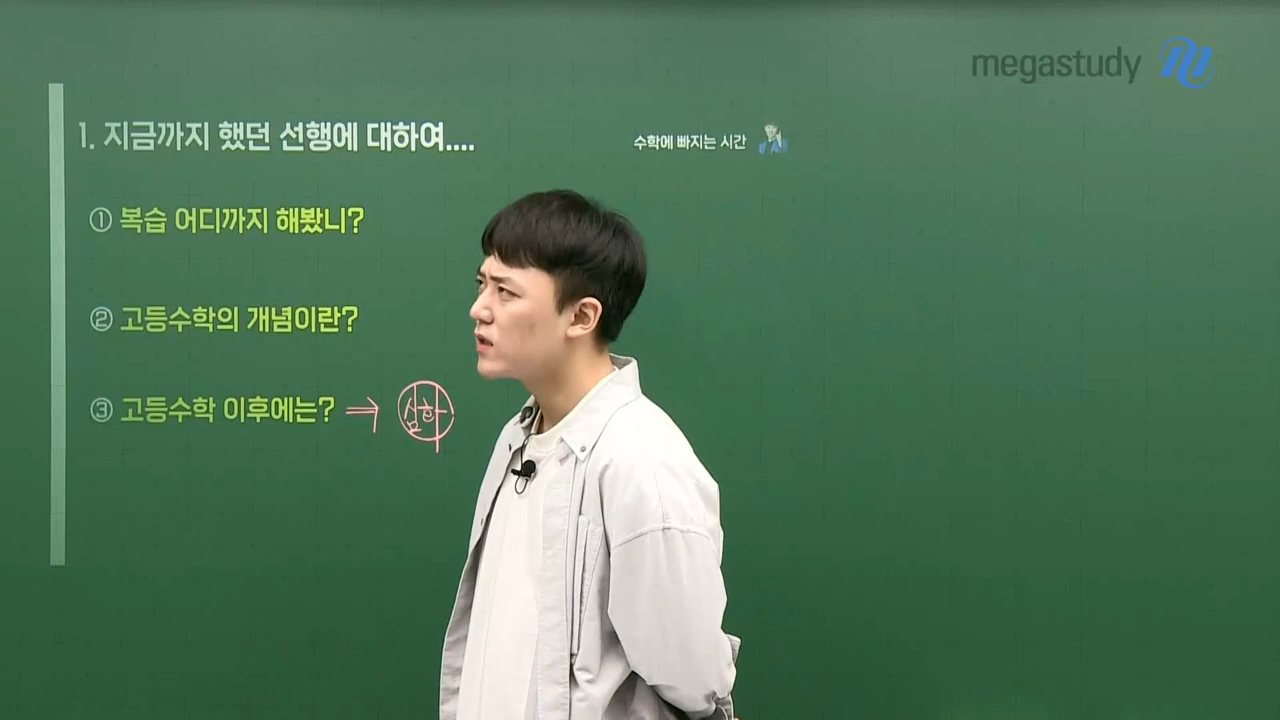 megastudy
1. 지금까지 했던 선행에 대하여....
수학에 빠지는 시간
① 복습 어디까지 해봤니?
② 고등수학의 개념이란?
③ 고등수학 이후에는? ⇒ 심화